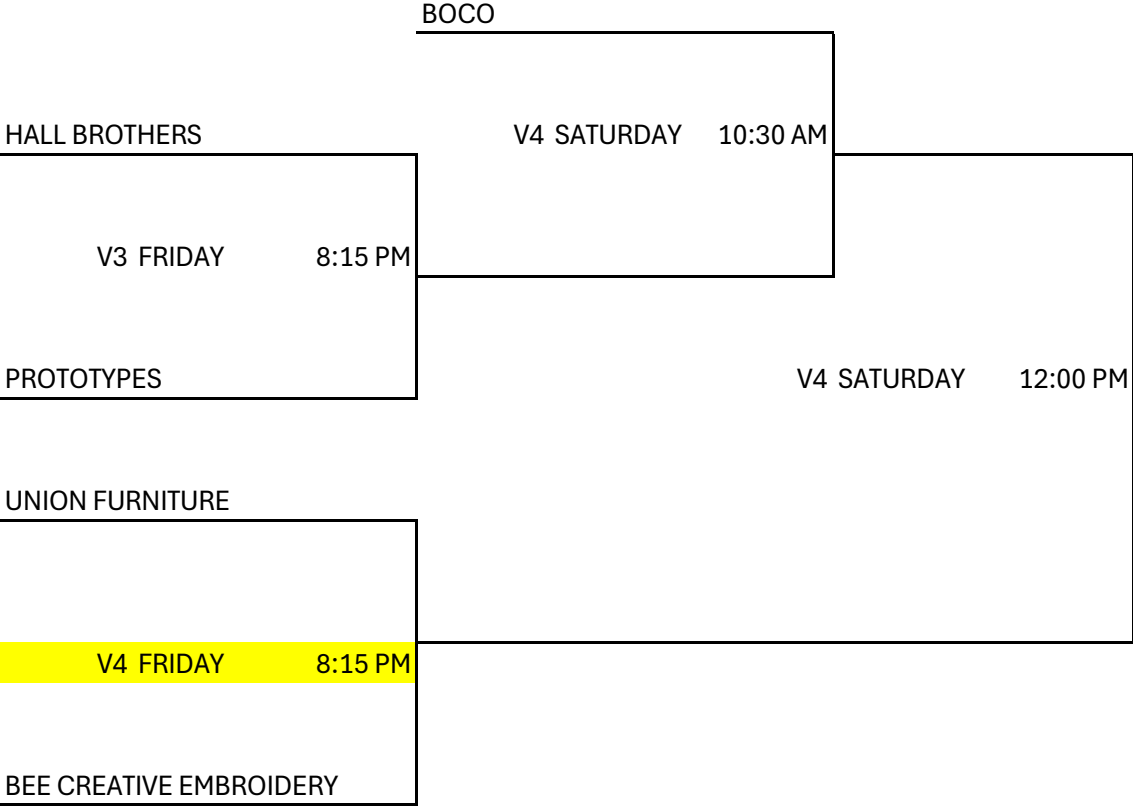 BOCO
HALL BROTHERS
V4 SATURDAY 10:30 AM
V3 FRIDAY 8:15 PM
PROTOTYPES
V4 SATURDAY 12:00 PM
UNION FURNITURE
V4 FRIDAY 8:15 PM
BEE CREATIVE EMBROIDERY